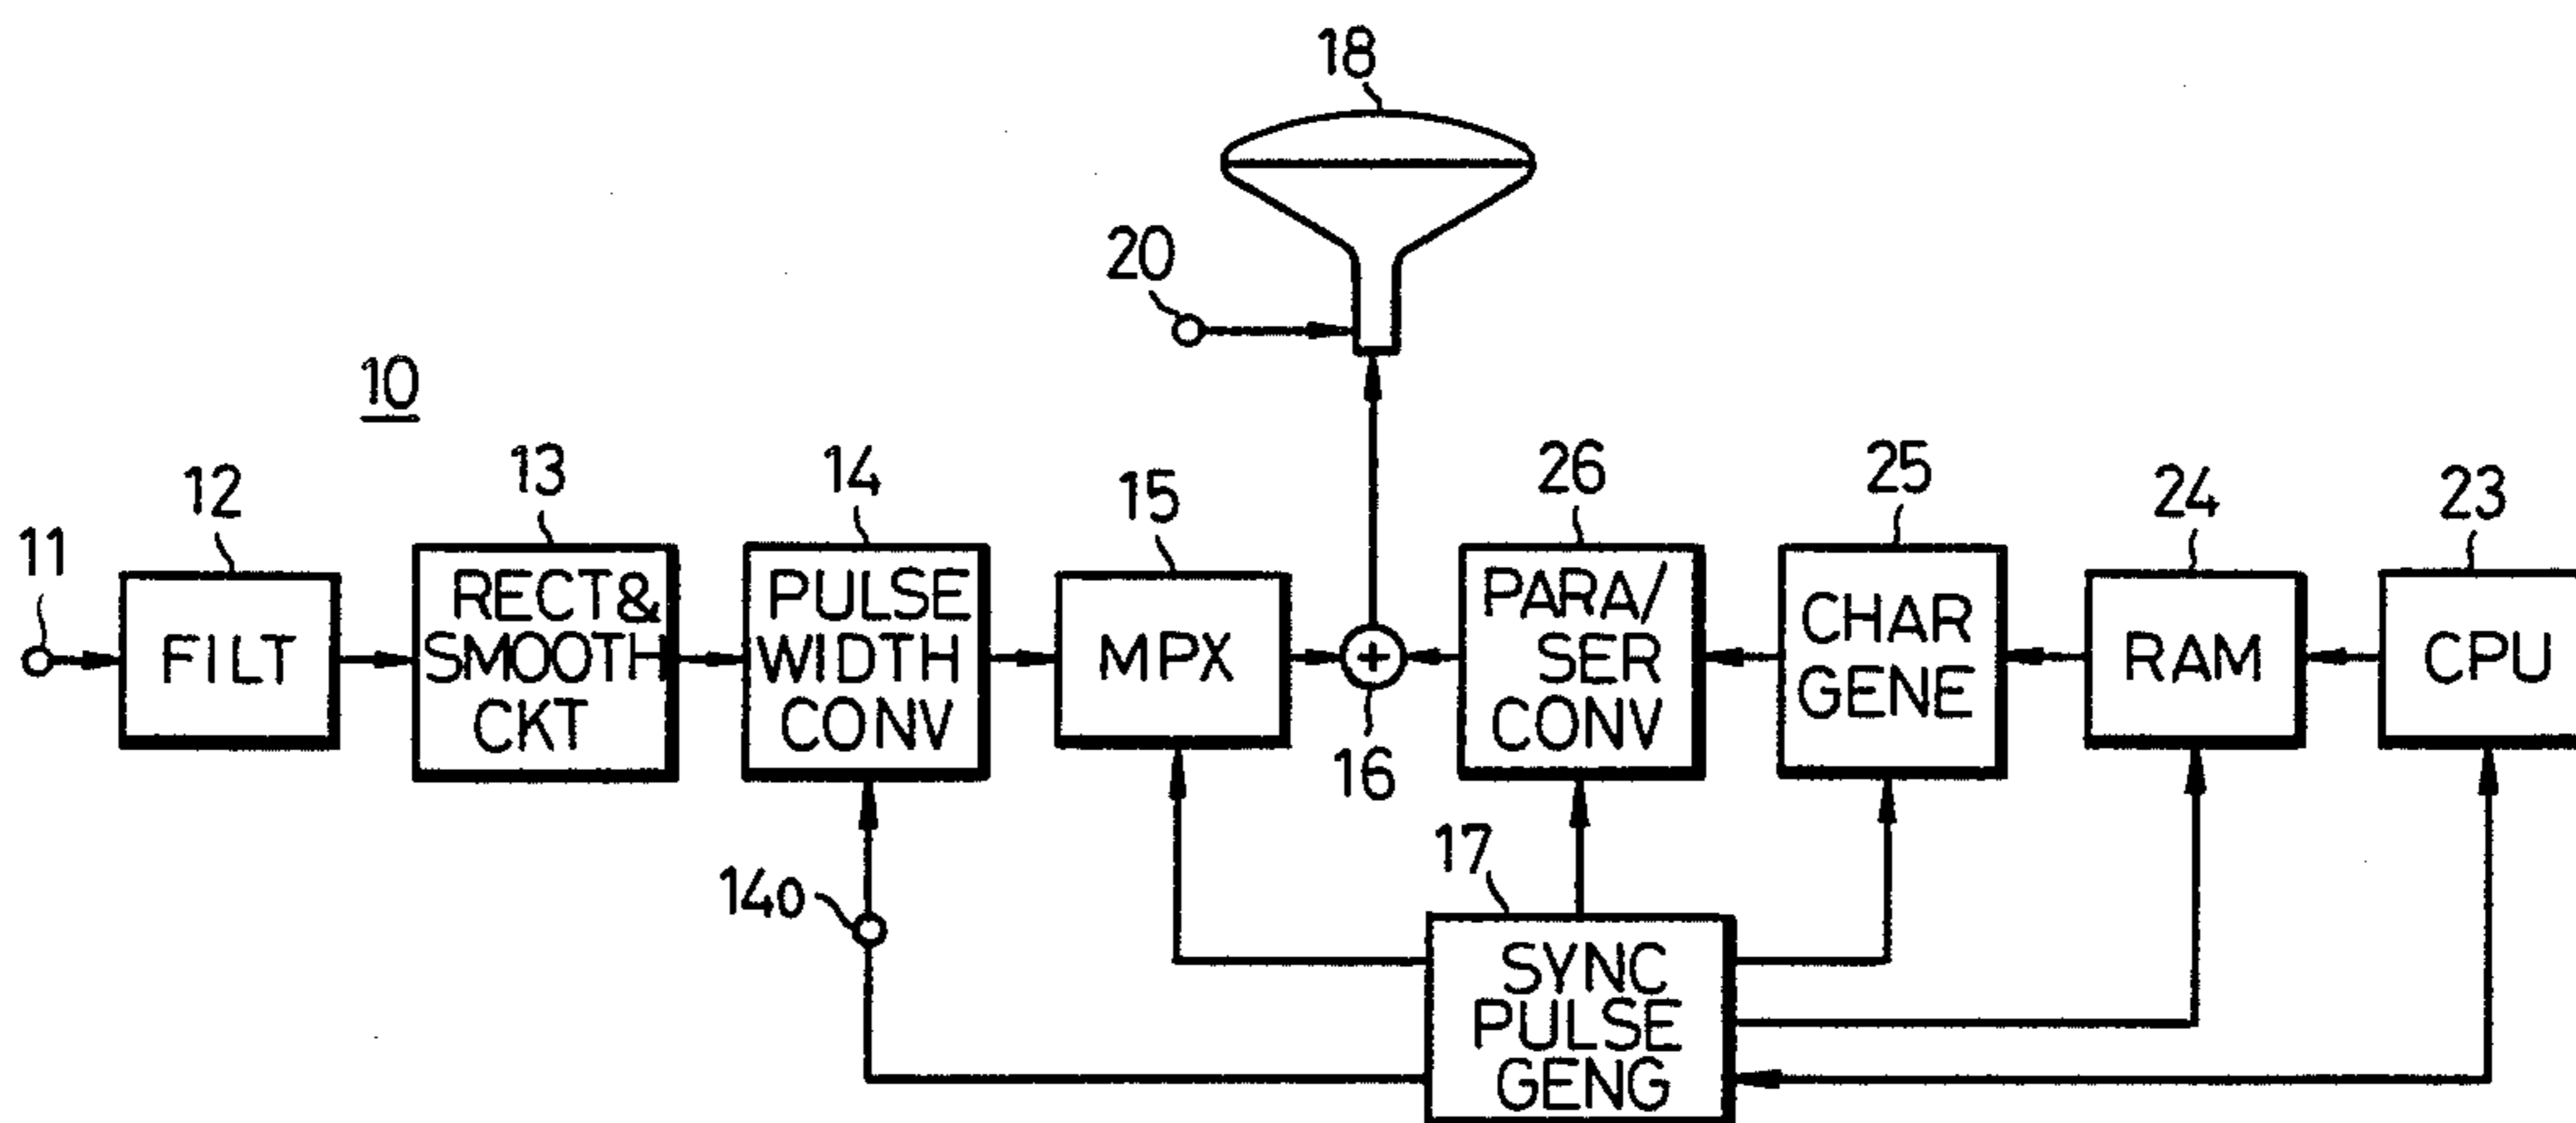 18
20
10
11
12
FILT
13
RECT&
SMOOTH
CKT
14
PULSE
WIDTH
CONV
15
MPX
+
16
26
PARA/
SER
CONV
25
CHAR
GENE
24
RAM
23
CPU
140
17
SYNC
PULSE
GENG